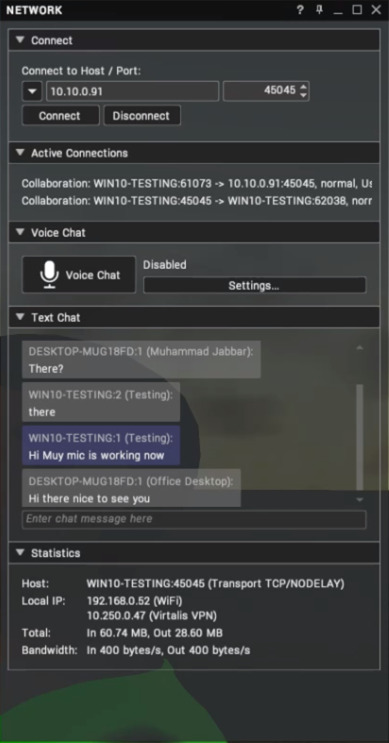 NETWORK
Connect
Connect to Host / Port:
10.10.0.91 45045
Connect Disconnect
Active Connections
Collaboration: WIN10-TESTING:61073 -> 10.10.0.91:45045, normal, Us
Collaboration: WIN10-TESTING:45045 -> WIN10-TESTING:62038, norr
Voice Chat
Voice Chat
Disabled
Settings...
Text Chat
DESKTOP-MUG18FD:1 (Muhammad Jabbar):
There?
WIN10-TESTING:2 (Testing):
there
WIN10-TESTING:1 (Testing):
Hi Muy mic is working now
DESKTOP-MUG18FD:1 (Office Desktop):
Hi there nice to see you
Enter chat message here
Statistics
Host: WIN10-TESTING:45045 (Transport TCP/NODELAY)
Local IP: 192.168.0.52 (WiFi)
10.250.0.47 (Virtalis VPN)
Total: In 60.74 MB, Out 28.60 MB
Bandwidth: In 400 bytes/s, Out 400 bytes/s